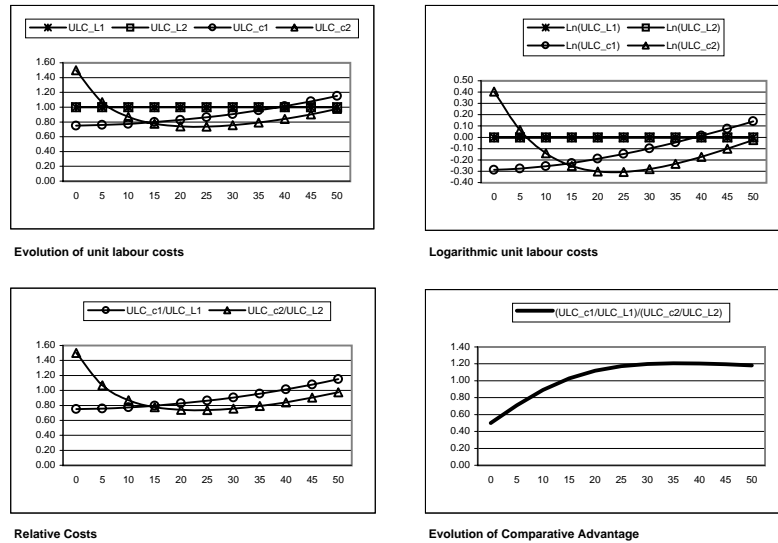 ULC_L1 ULC_L2 ULC_c1 ULC_c2
1.60
1.40
1.20
1.00
0.80
0.60
0.40
0.20
0.00
0 5 10 15 20 25 30 35 40 45 50
Evolution of unit labour costs
Ln(ULC_L1) Ln(ULC_L2)
Ln(ULC_c1) Ln(ULC_c2)
0.50
0.40
0.30
0.20
0.10
0.00
-0.10
-0.20
-0.30
-0.40
0 5 10 15 20 25 30 35 40 45 50
Logarithmic unit labour costs
ULC_c1/ULC_L1 ULC_c2/ULC_L2
1.60
1.40
1.20
1.00
0.80
0.60
0.40
0.20
0.00
0 5 10 15 20 25 30 35 40 45 50
Relative Costs
(ULC_c1/ULC_L1)/(ULC_c2/ULC_L2)
1.40
1.20
1.00
0.80
0.60
0.40
0.20
0.00
0 5 10 15 20 25 30 35 40 45 50
Evolution of Comparative Advantage